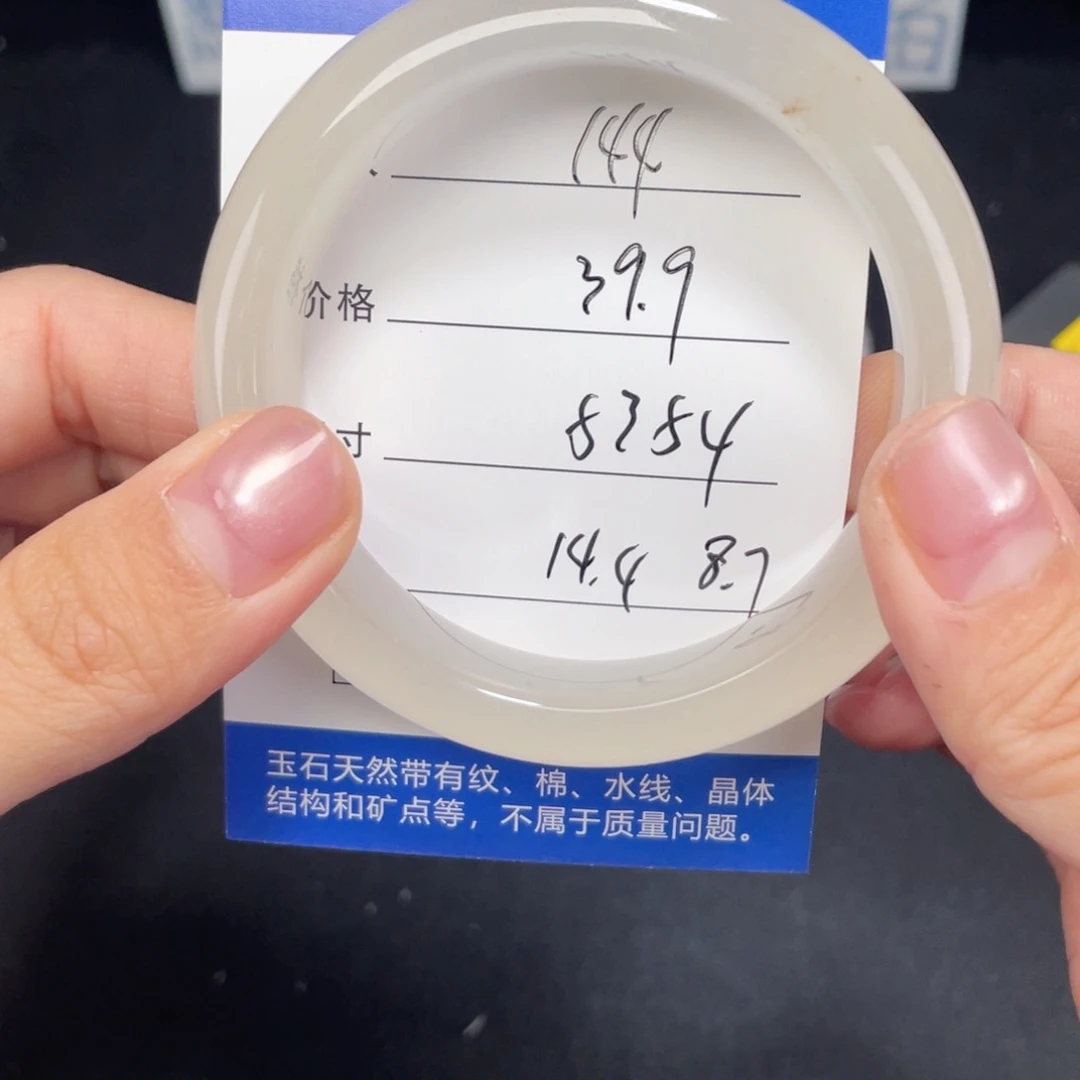 144
价格 39.9
寸 8384
14.4 8.7
玉石天然带有纹、棉、水线、晶体
结构和矿点等，不属于质量问题。